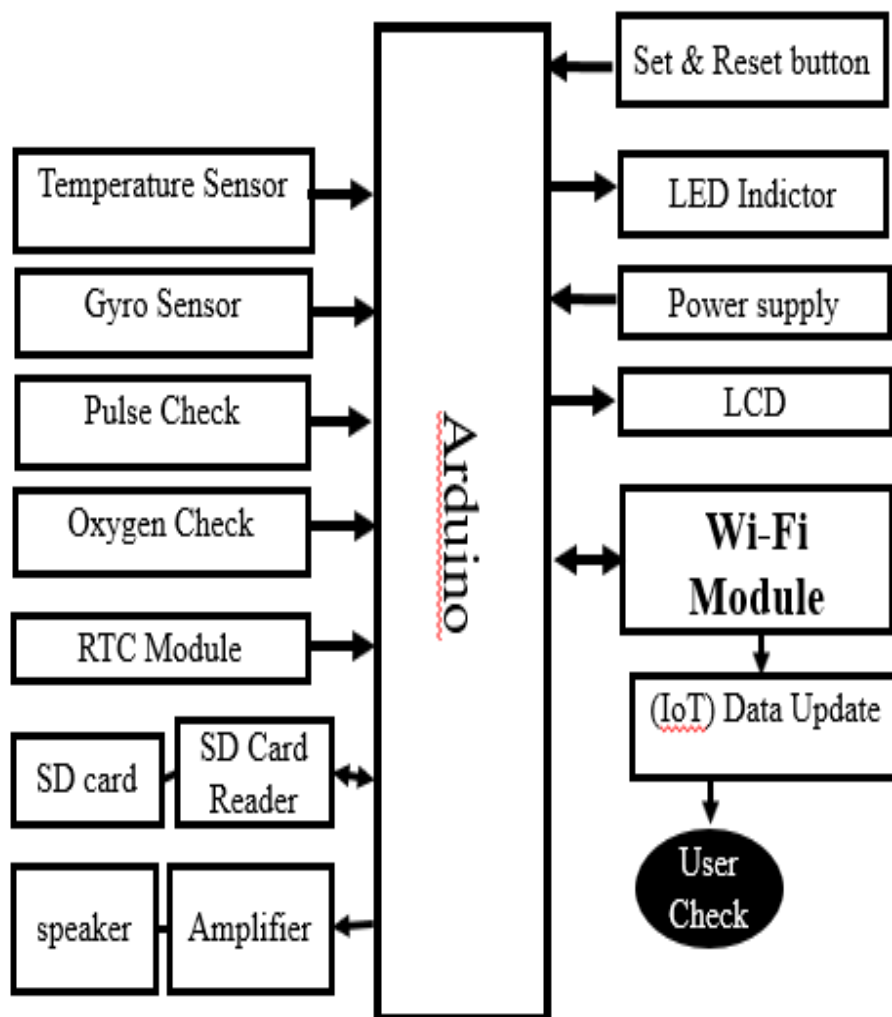 Temperature Sensor
Gyro Sensor
Pulse Check
Oxygen Check
RTC Module
SD card
SD Card
Reader
speaker
Amplifier
Arduino
Set & Reset button
LED Indictor
Power supply
LCD
Wi-Fi
Module
(IoT) Data Update
User
Check